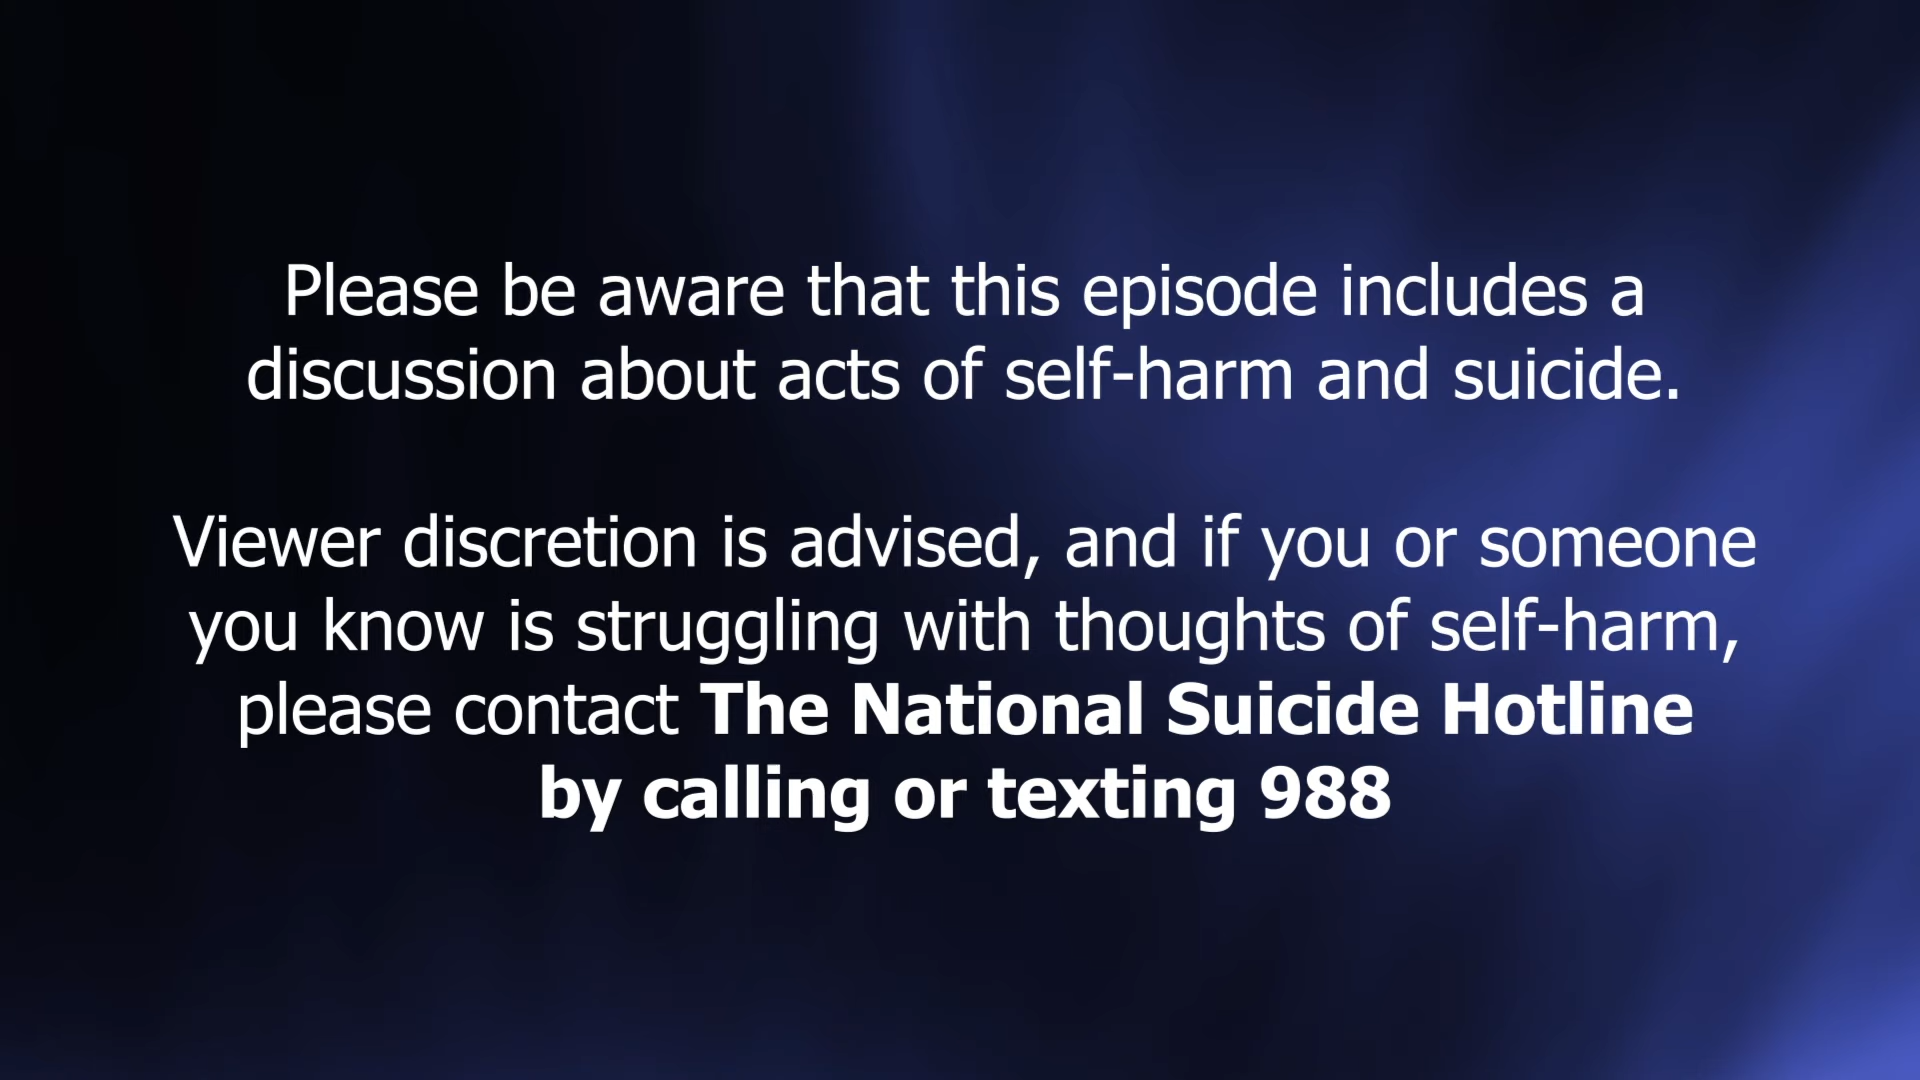 Please be aware that this episode includes a
discussion about acts of self-harm and suicide.
Viewer discretion is advised, and if you or someone
you know is struggling with thoughts of self-harm,
please contact The National Suicide Hotline
by calling or texting 988